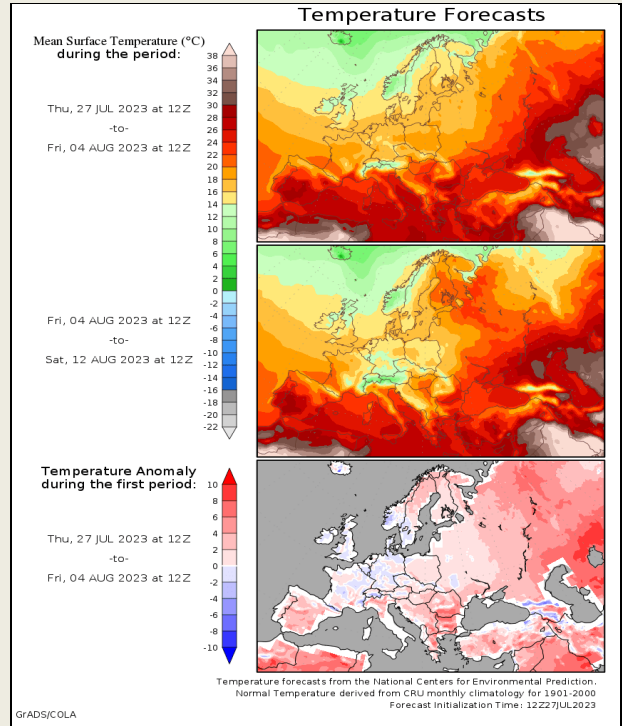 Temperature Forecasts
Mean Surface Temperature (°C)
during the period:
Thu, 27 JUL 2023 at 12Z
-to-
Fri, 04 AUG 2023 at 12Z
38
36
34
32
30
28
26
24
22
20
18
16
14
12
10
8
6
4
2
0
-2
-4
-6
-8
-10
-12
-14
-16
-18
-20
-22
Fri, 04 AUG 2023 at 12Z
-to-
Sat, 12 AUG 2023 at 12Z
Temperature Anomaly
during the first period:
Thu, 27 JUL 2023 at 12Z
-to-
Fri, 04 AUG 2023 at 12Z
10
8
6
4
2
0
-2
-4
-6
-8
-10
Temperature forecasts from the National Centers for Environmental Prediction.
Normal Temperature derived from CRU monthly climatology for 1901-2000
Forecast Initialization Time: 12Z27JUL2023
GrADS/COLA